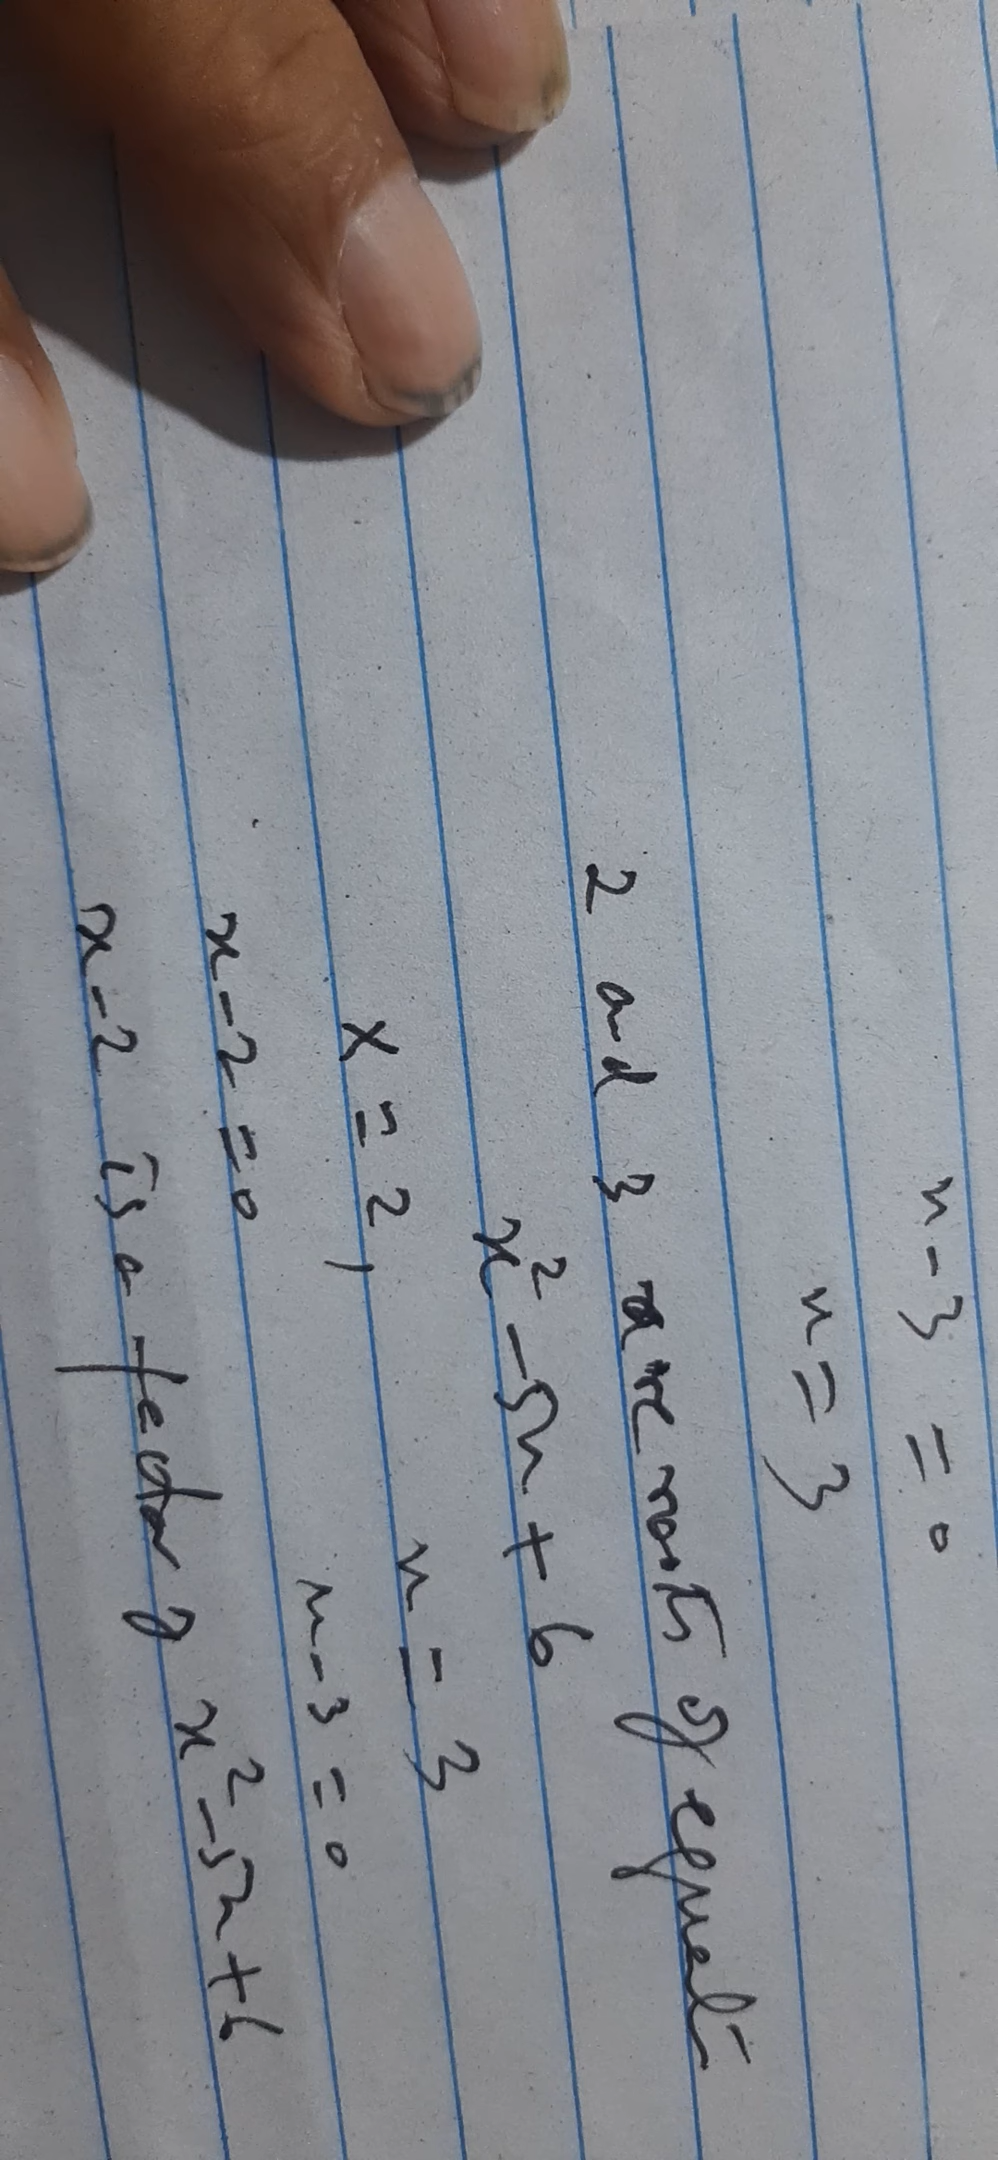 x-3 = 0
x = 3
2 and 3 are roots of equat
x² - 5x + 6
x = 2, x = 3
x-2 = 0 x-3 = 0
x-2 is a factor of x² - 5x + 6